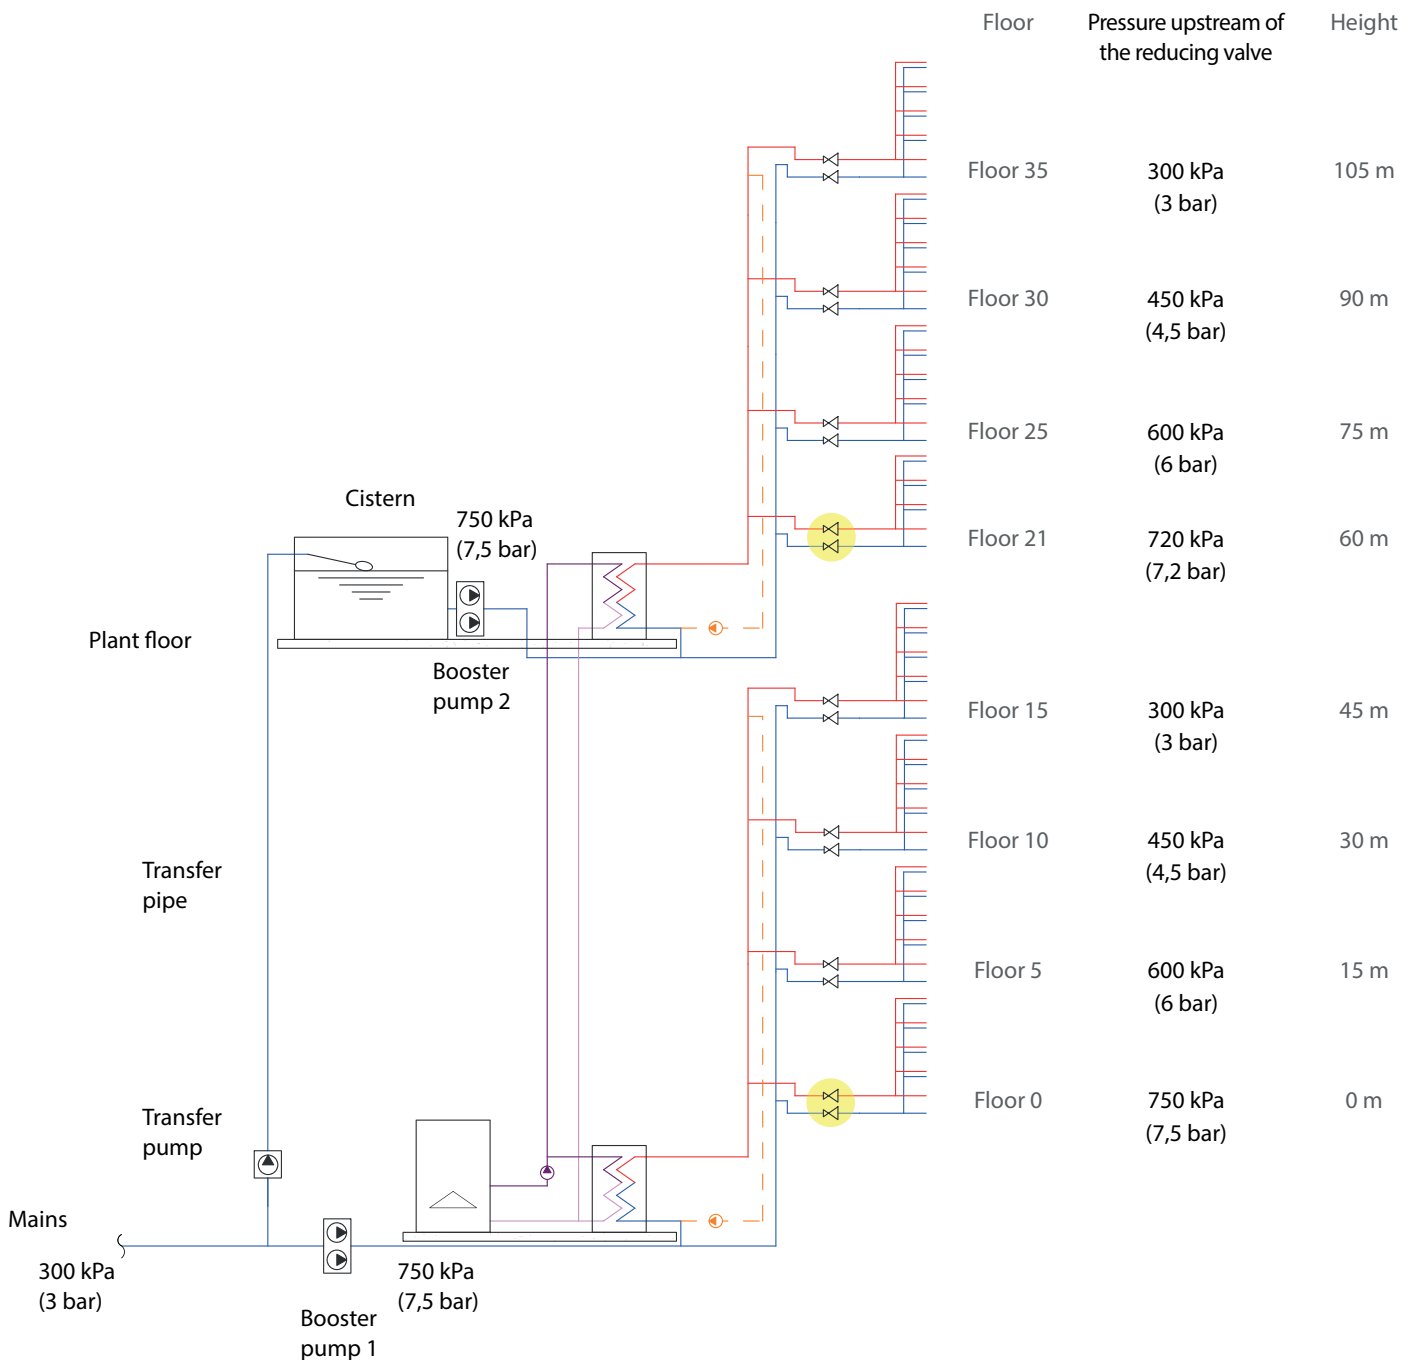 Floor
Pressure upstream of
the reducing valve
Height
Floor 35
300 kPa
(3 bar)
105 m
Floor 30
450 kPa
(4,5 bar)
90 m
Floor 25
600 kPa
(6 bar)
75 m
Cistern
750 kPa
(7,5 bar)
Floor 21
720 kPa
(7,2 bar)
60 m
Plant floor
Booster
pump 2
Floor 15
300 kPa
(3 bar)
45 m
Transfer
pipe
Floor 10
450 kPa
(4,5 bar)
30 m
Floor 5
600 kPa
(6 bar)
15 m
Transfer
pump
Floor 0
750 kPa
(7,5 bar)
0 m
Mains
300 kPa
(3 bar)
750 kPa
(7,5 bar)
Booster
pump 1